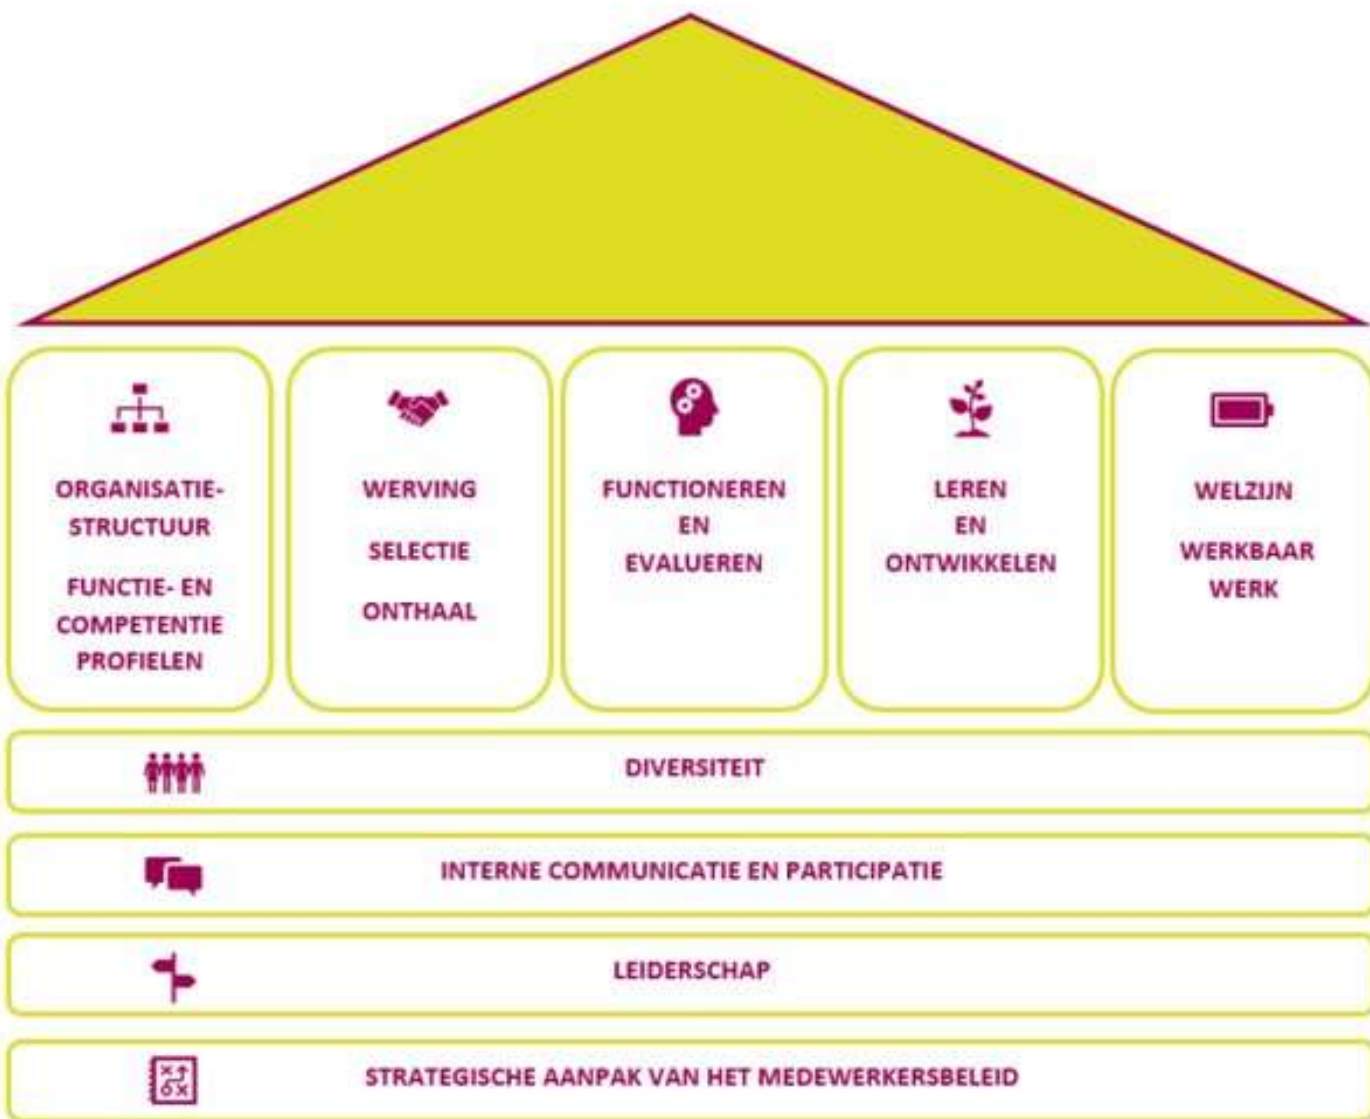 ORGANISATIE-
STRUCTUUR
FUNCTIE- EN
COMPETENTIE
PROFIELEN
WERVING
SELECTIE
ONTHAAL
FUNCTIONEREN
EN
EVALUEREN
LEREN
EN
ONTWIKKELEN
WELZIJN
WERKBAAR
WERK
DIVERSITEIT
INTERNE COMMUNICATIE EN PARTICIPATIE
LEIDERSCHAP
STRATEGISCHE AANPAK VAN HET MEDEWERKERSBELEID